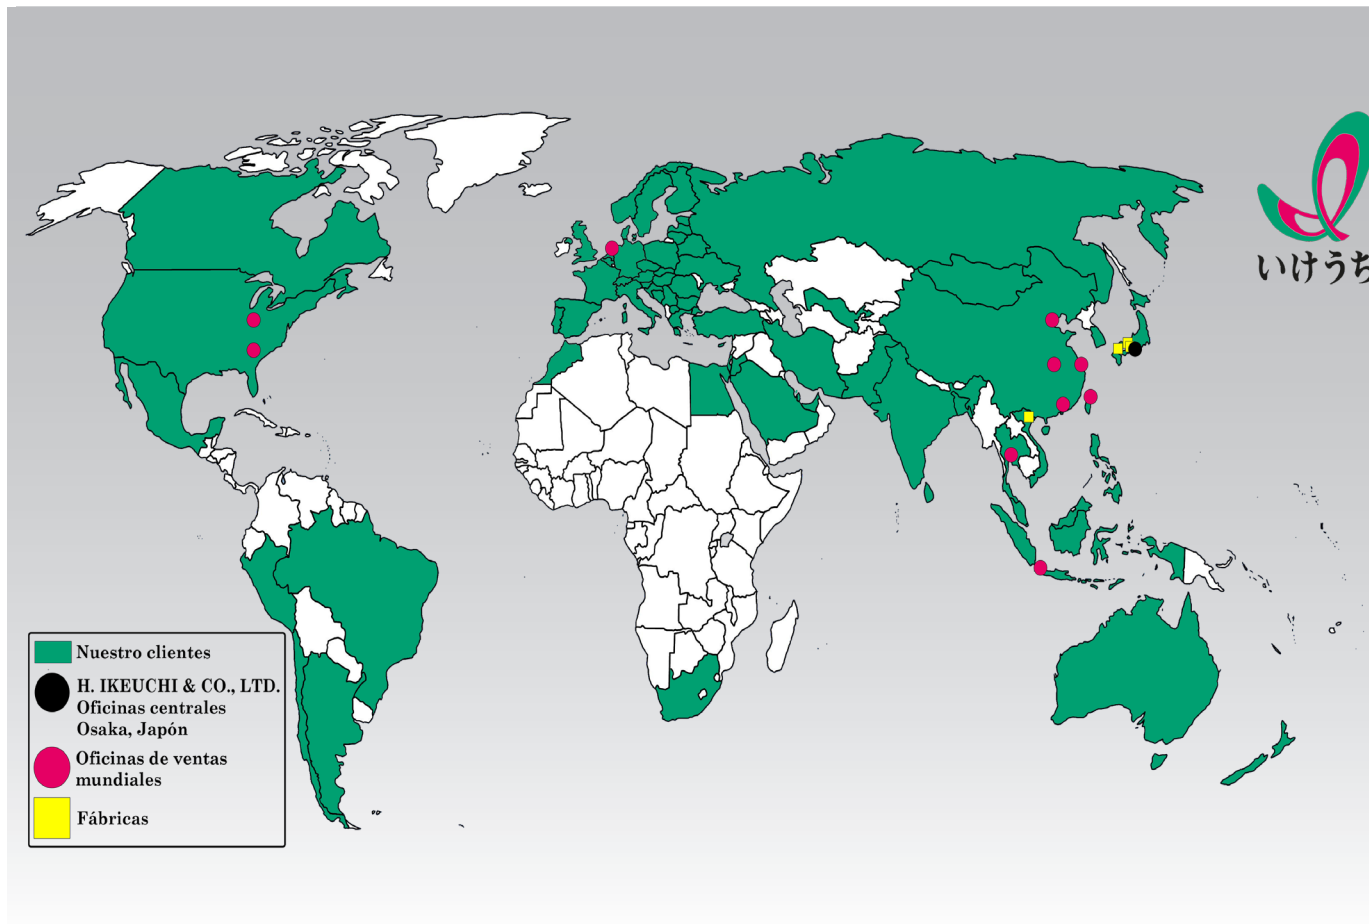 いけうち
Nuestro clientes
H. IKEUCHI & CO., LTD.
Oficinas centrales
Osaka, Japón
Oficinas de ventas
mundiales
Fábricas